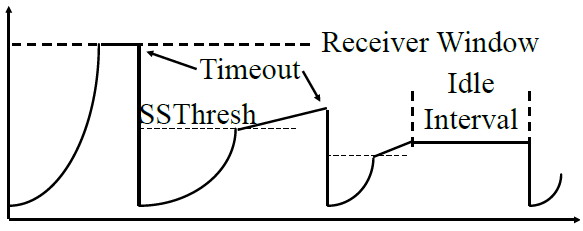 Receiver Window
Timeout
Idle
Interval
SSThresh